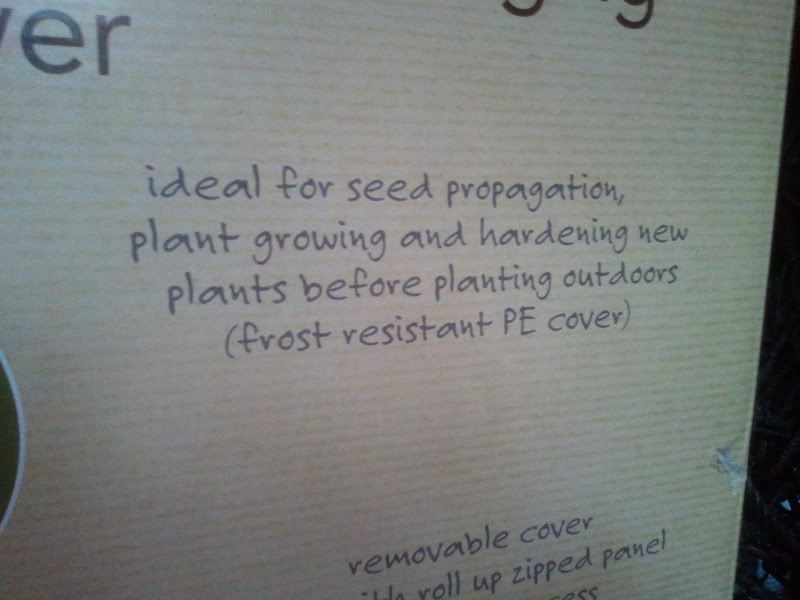 ideal for seed propagation,
plant growing and hardening new
plants before planting outdoors
(frost resistant PE cover)
removable cover
roll up zipped panel